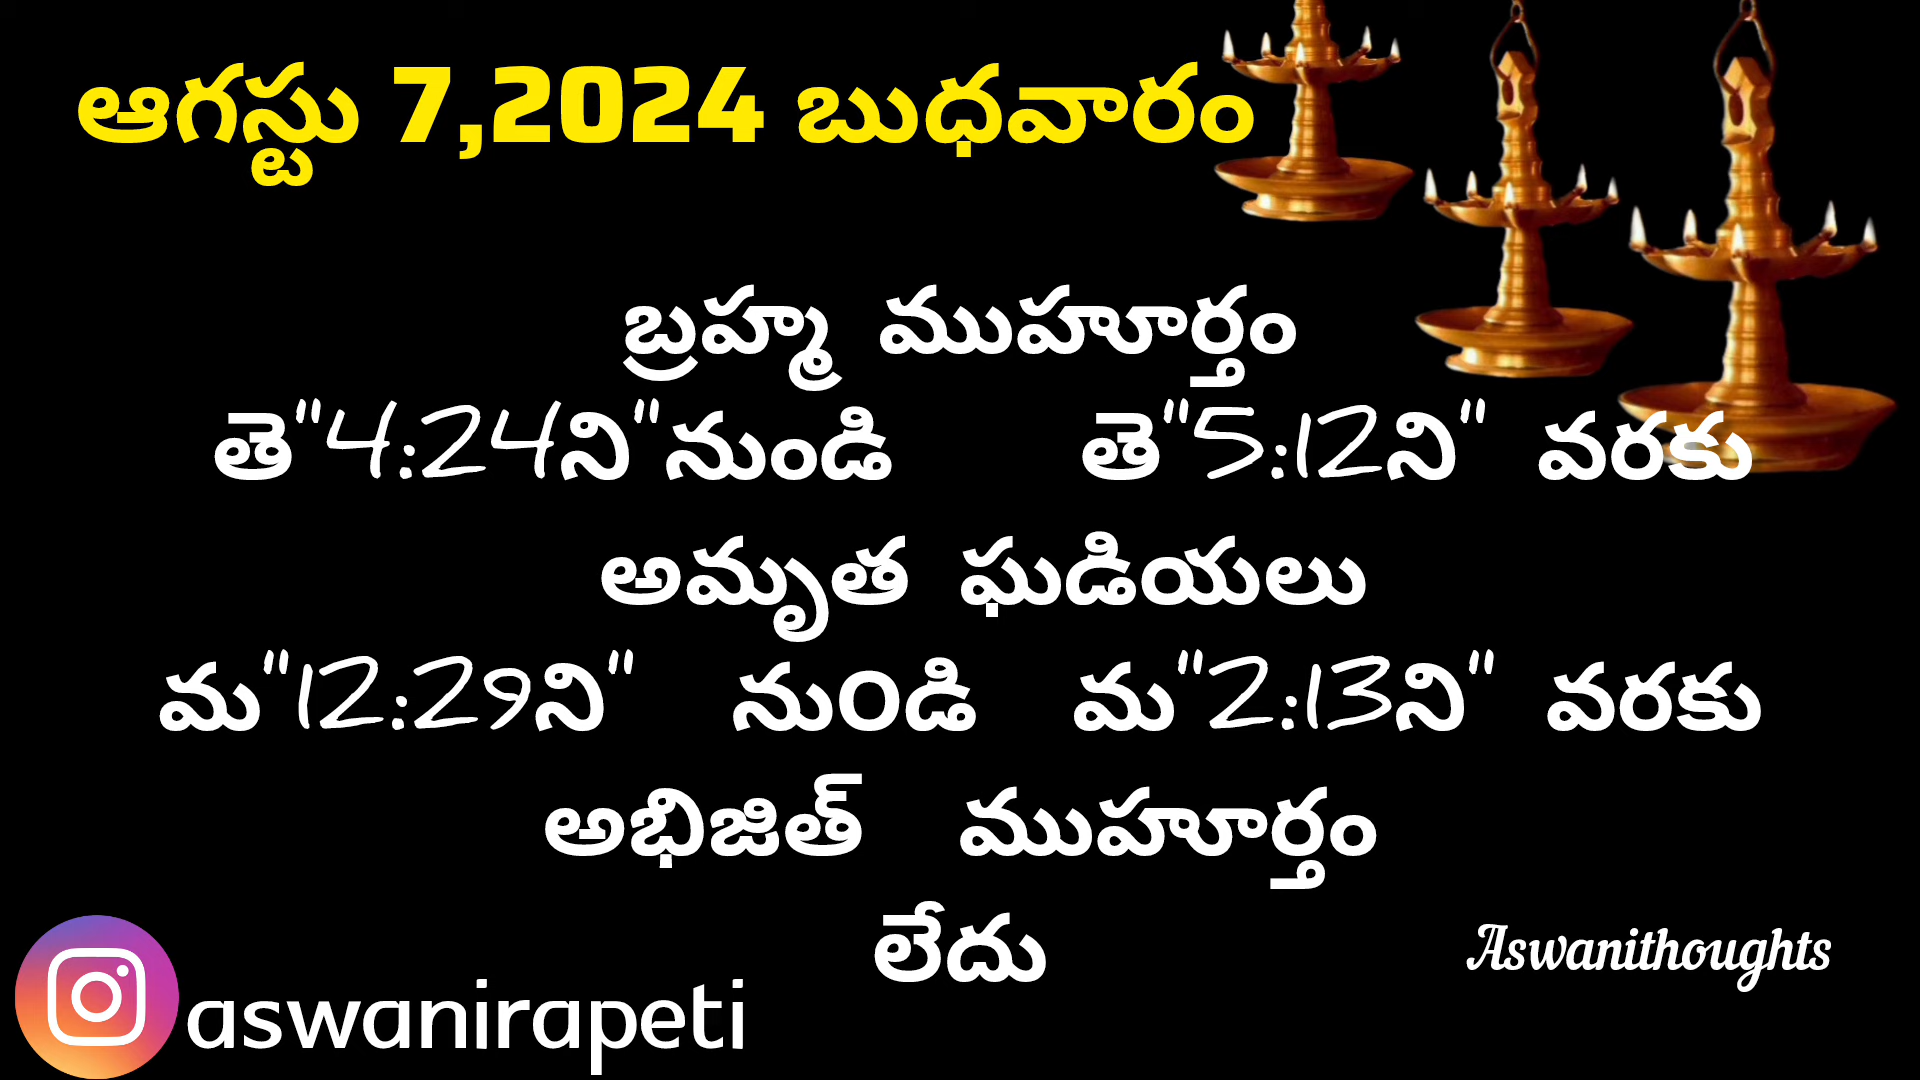 ఆగస్టు 7,2024 బుధవారం
బ్రహ్మ ముహూర్తం
తె"4:24ని"నుండి తె"5:12ని" వరకు
అమృత ఘడియలు
మ"12:29ని" నుండి మ"2:13ని" వరకు
అభిజిత్ ముహూర్తం
లేదు
Aswanithoughts
aswanirapeti